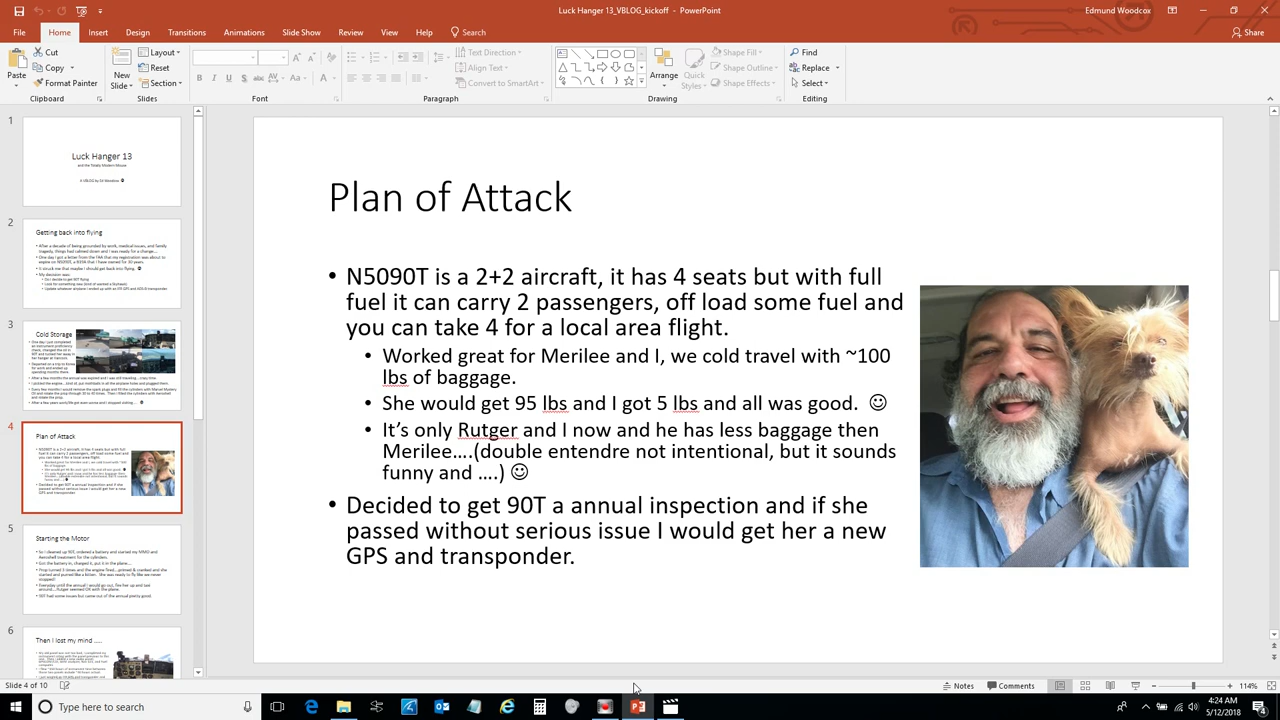 Luck Hanger 13_VBLOG_kickoff - PowerPoint
Edmund Woodcox
File Home Insert Design Transitions Animations Slide Show Review View Help Search
Share
Paste
Cut
Copy
Format Painter
Clipboard
New
Slide
Layout
Reset
Section
Slides
B I U S abc AV Aa A
Font
Text Direction
Align Text
Convert to SmartArt
Paragraph
Arrange
Quick
Styles
Shape Fill
Shape Outline
Shape Effects
Drawing
Find
Replace
Select
Editing
1
Luck Hanger 13
2
Getting back into flying
3
Cold Storage
4
Plan of Attack
5
Starting the Motor
6
Then I lost my mind .....
Plan of Attack
• N5090T is a 2+2 aircraft, it has 4 seats but with full
fuel it can carry 2 passengers, off load some fuel and
you can take 4 for a local area flight.
• Worked great for Merilee and I, we cold travel with ~100
lbs of baggage.
• She would get 95 lbs and I got 5 lbs and all was good. ☺
• It’s only Rutger and I now and he has less baggage then
Merilee….(double entendre not intentional, but it sounds
funny and ….) ☺
• Decided to get 90T a annual inspection and if she
passed without serious issue I would get her a new
GPS and transponder.
Slide 4 of 10
Notes
Comments
114%
Type here to search
4:24 AM
5/12/2018